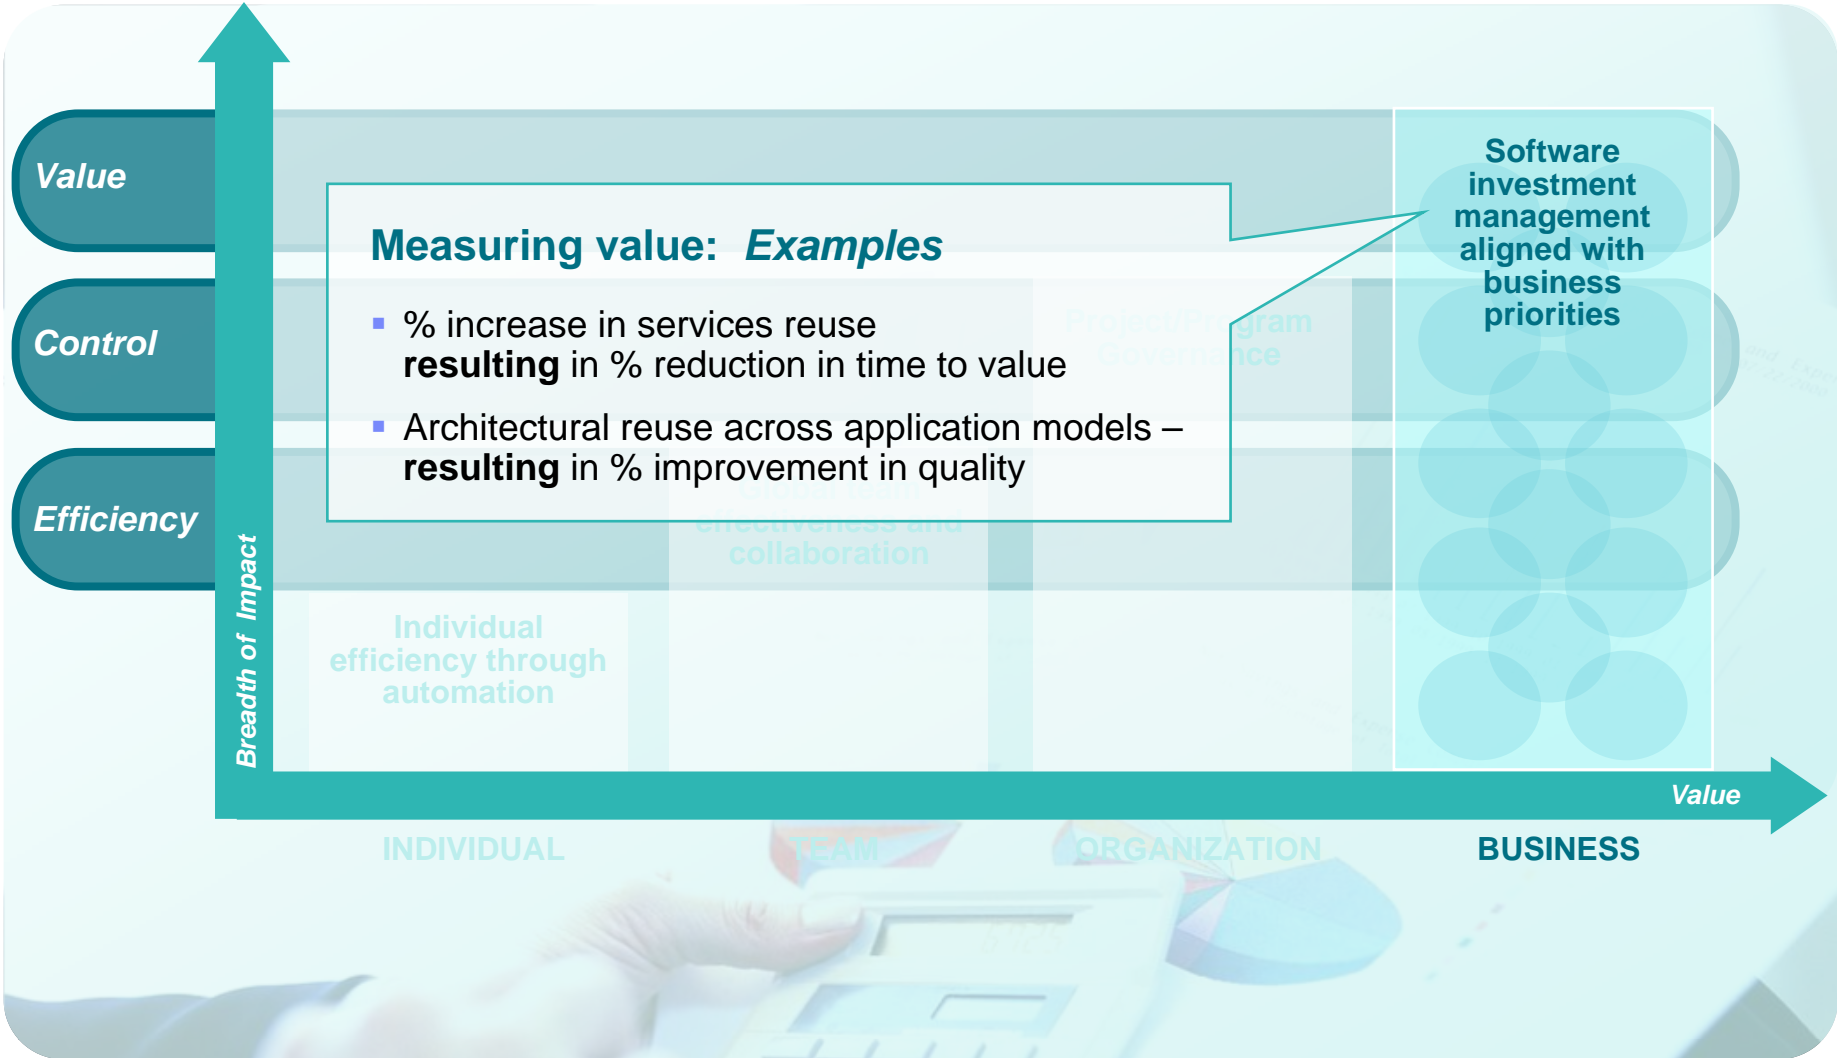 Value
Control
Efficiency
Breadth of Impact
Measuring value: Examples
% increase in services reuse
resulting in % reduction in time to value
Architectural reuse across application models –
resulting in % improvement in quality
Software
investment
management
aligned with
business
priorities
Project/Program
Governance
Global team
effectiveness and
collaboration
Individual
efficiency through
automation
Value
INDIVIDUAL
TEAM
ORGANIZATION
BUSINESS